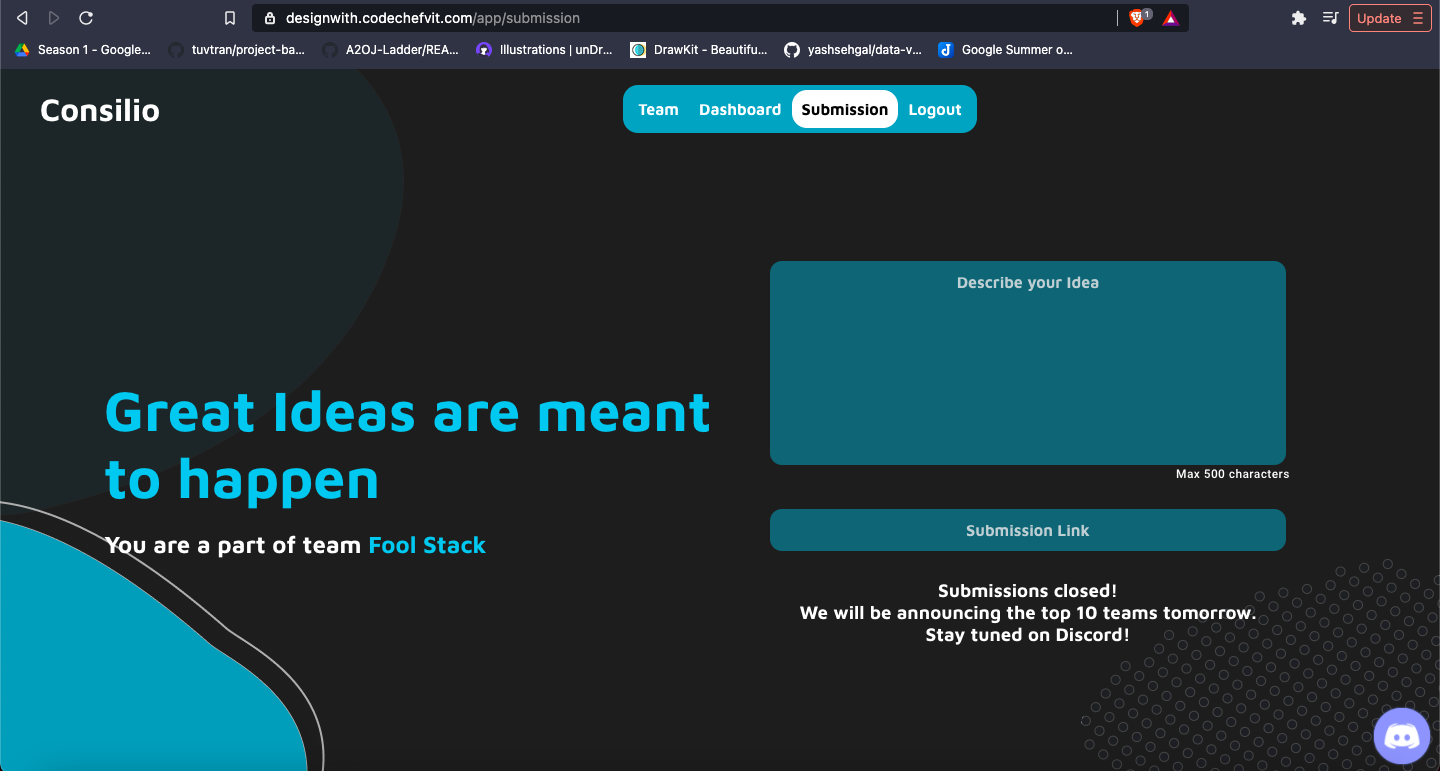 designwith.codechefvit.com/app/submission
1
Update
Season 1 - Google...
tuvtran/project-ba...
A2OJ-Ladder/REA...
Illustrations | unDr...
DrawKit - Beautifu...
yashsehgal/data-v...
Google Summer o...
Consilio
Team
Dashboard
Submission
Logout
Great Ideas are meant
to happen
You are a part of team Fool Stack
Describe your Idea
Max 500 characters
Submission Link
Submissions closed!
We will be announcing the top 10 teams tomorrow.
Stay tuned on Discord!